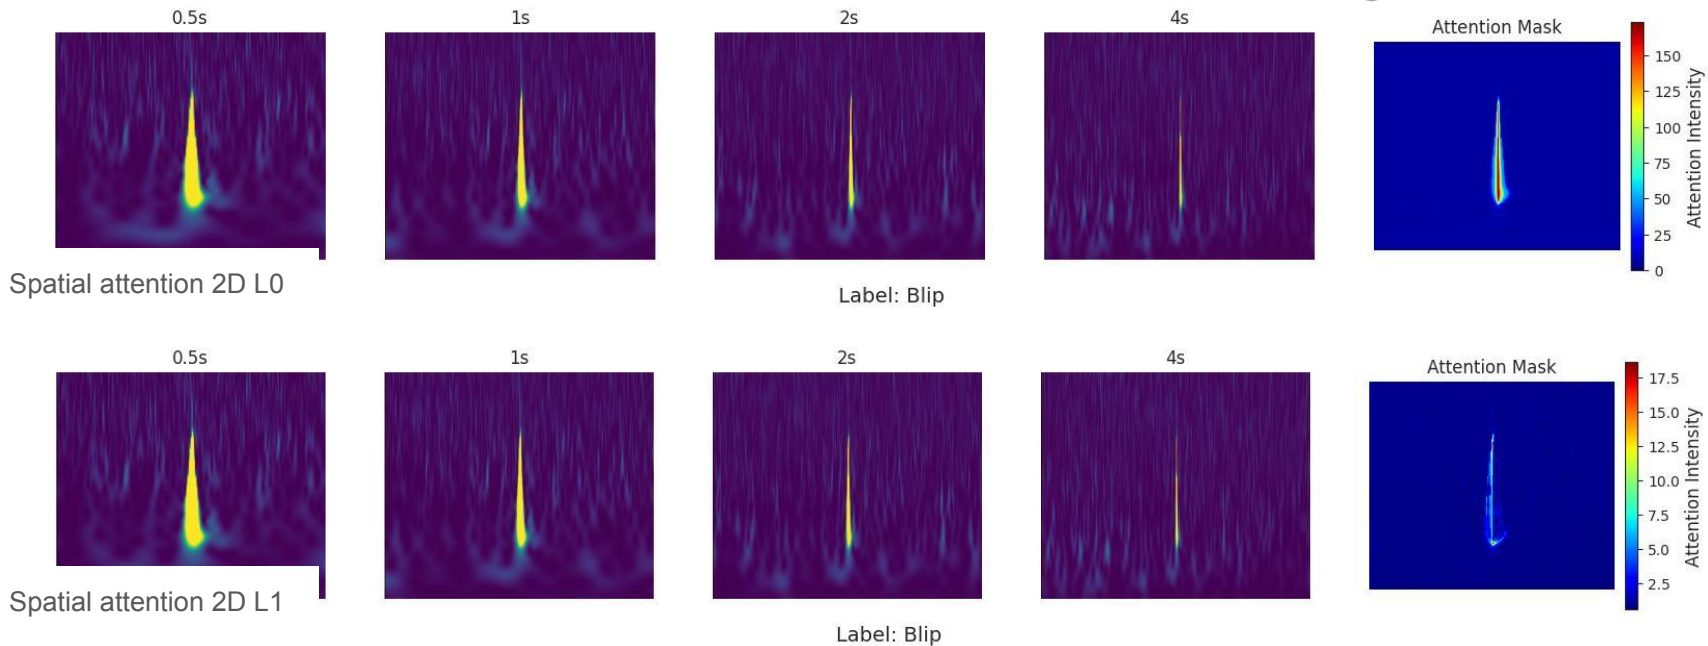 0.5s 1s 2s 4s
Attention Mask
150
125
100
75
50
25
0
Attention Intensity
Spatial attention 2D L0
Label: Blip
0.5s 1s 2s 4s
Attention Mask
17.5
15.0
12.5
10.0
7.5
5.0
2.5
Attention Intensity
Spatial attention 2D L1
Label: Blip